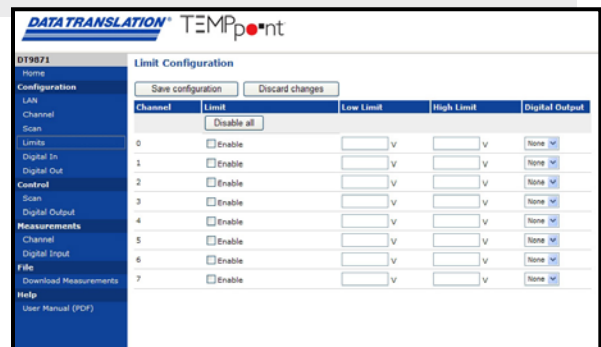 DATA TRANSLATION® TEMPpoint
DT9871
Home
Configuration
LAN
Channel
Scan
Limits
Digital In
Digital Out
Control
Scan
Digital Output
Measurements
Channel
Digital Input
File
Download Measurements
Help
User Manual (PDF)
Limit Configuration
Save configuration Discard changes
Channel Limit Low Limit High Limit Digital Output
Disable all
0 Enable V V None
1 Enable V V None
2 Enable V V None
3 Enable V V None
4 Enable V V None
5 Enable V V None
6 Enable V V None
7 Enable V V None